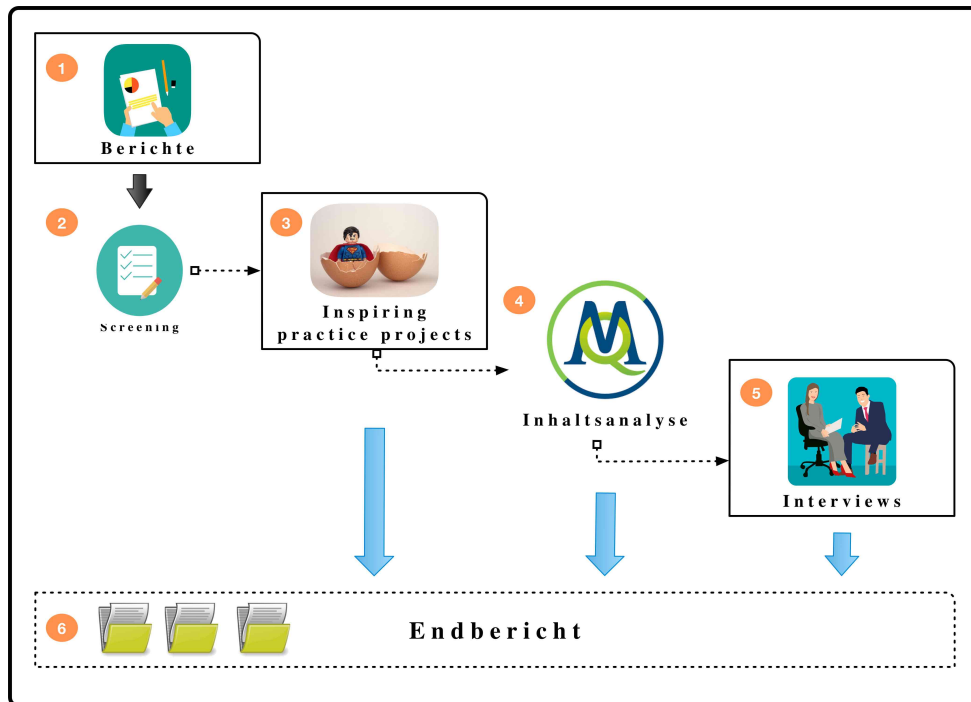 1
Berichte
2
Screening
3
Inspiring
practice projects
4
Inhaltsanalyse
5
Interviews
6
Endbericht